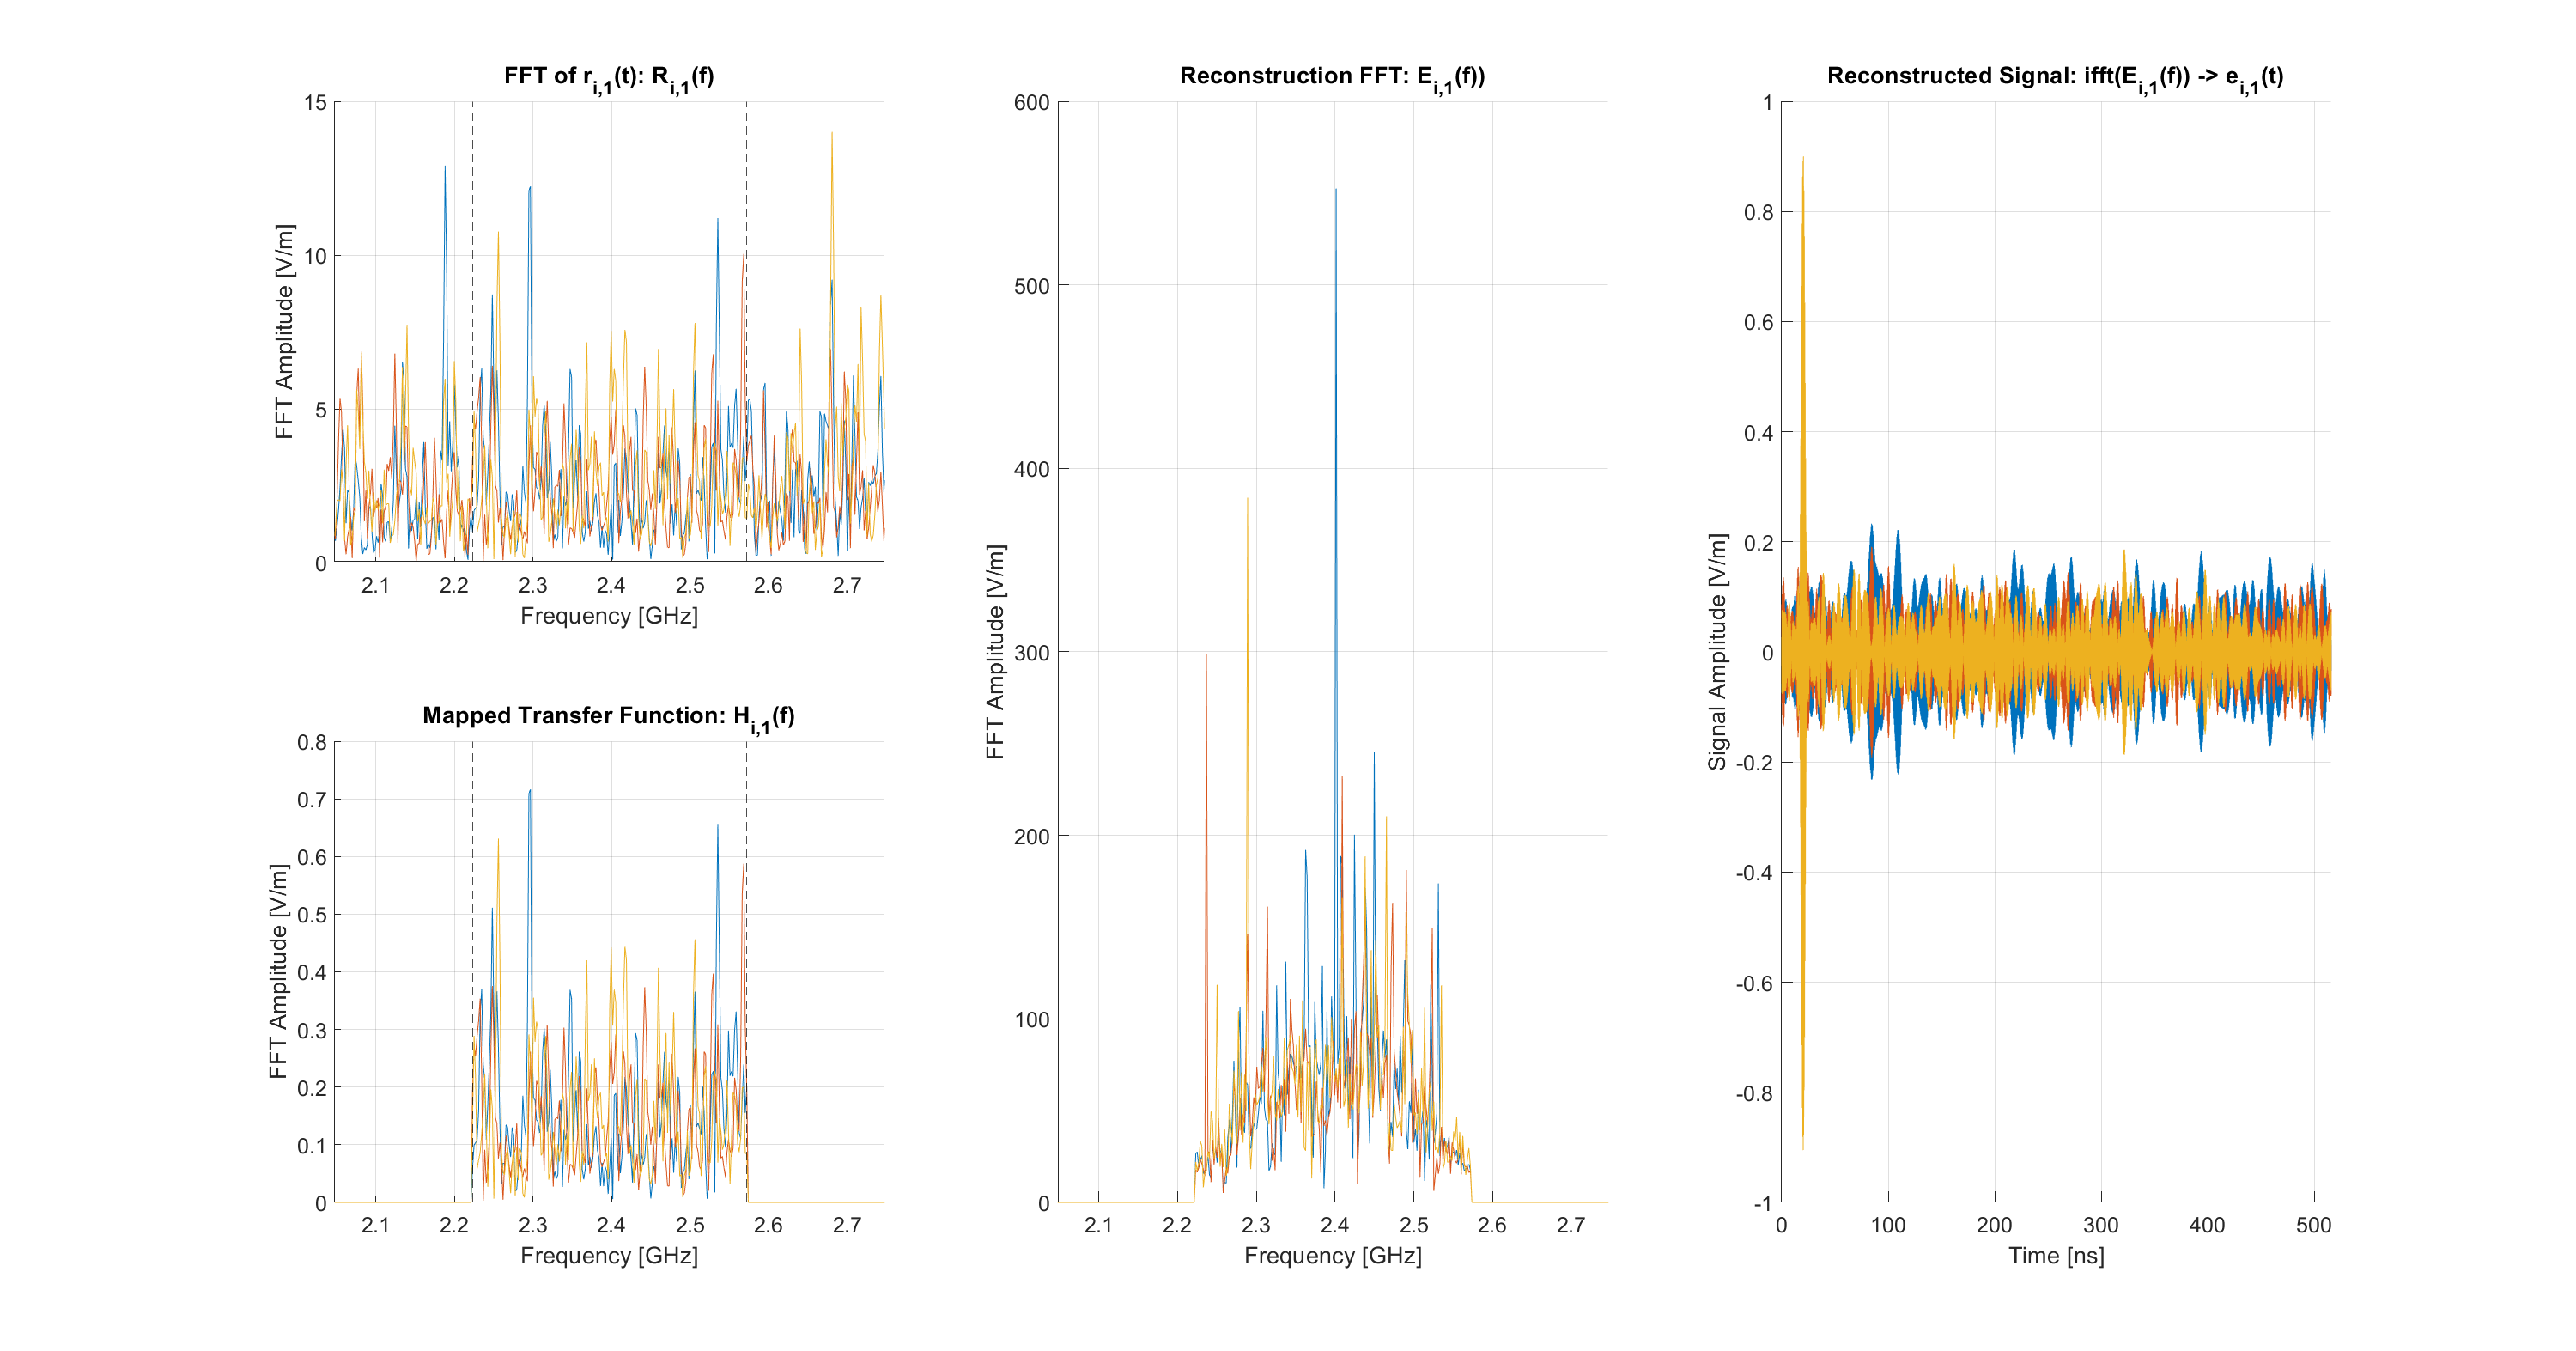 FFT of r_i,1(t): R_i,1(f)
15
10
5
0
FFT Amplitude [V/m]
2.1 2.2 2.3 2.4 2.5 2.6 2.7
Frequency [GHz]
Mapped Transfer Function: H_i,1(f)
0.8
0.7
0.6
0.5
0.4
0.3
0.2
0.1
0
FFT Amplitude [V/m]
2.1 2.2 2.3 2.4 2.5 2.6 2.7
Frequency [GHz]
Reconstruction FFT: E_i,1(f))
600
500
400
300
200
100
0
FFT Amplitude [V/m]
2.1 2.2 2.3 2.4 2.5 2.6 2.7
Frequency [GHz]
Reconstructed Signal: ifft(E_i,1(f)) -> e_i,1(t)
1
0.8
0.6
0.4
0.2
0
-0.2
-0.4
-0.6
-0.8
-1
Signal Amplitude [V/m]
0 100 200 300 400 500
Time [ns]